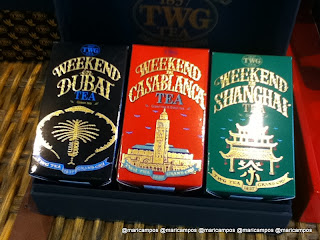 TWG
TWG
WEEKEND
IN
DUBAI
TEA
TWG
WEEKEND
IN
CASABLANCA
TEA
TWG
WEEKEND
IN
SHANGHAI
TEA
TWG TEA
@maricampos @maricampos @maricampos @maricampos @maricampos